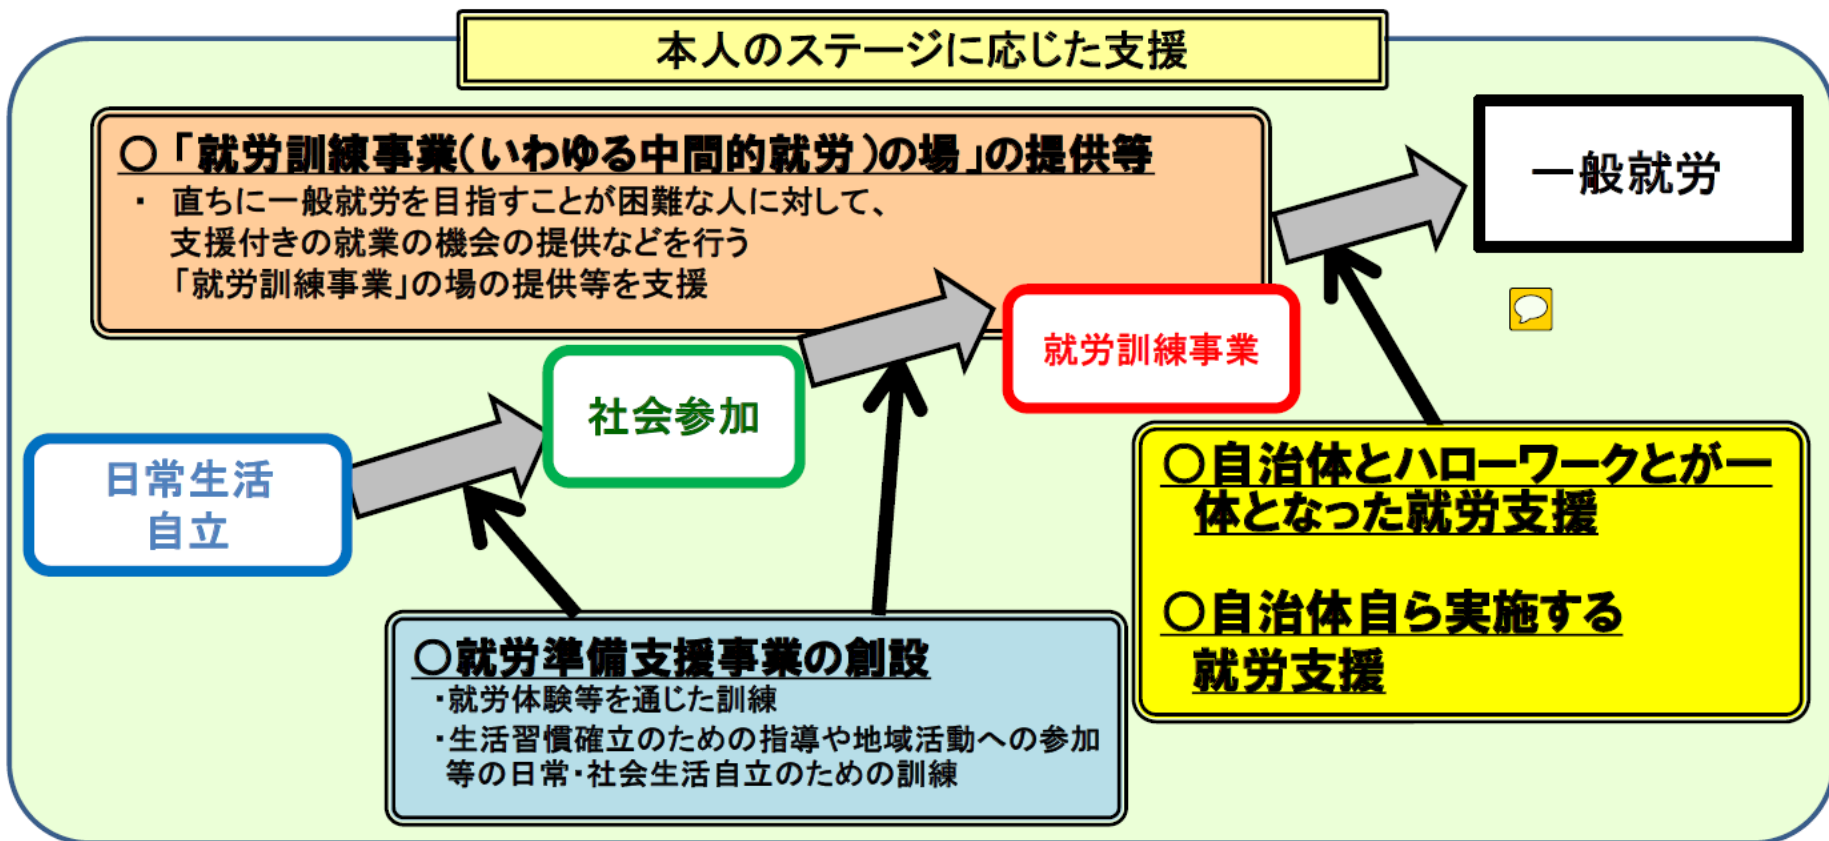 本人のステージに応じた支援
○「就労訓練事業(いわゆる中間的就労)の場」の提供等
・ 直ちに一般就労を目指すことが困難な人に対して、
支援付きの就業の機会の提供などを行う
「就労訓練事業」の場の提供等を支援
一般就労
就労訓練事業
社会参加
日常生活
自立
○自治体とハローワークとが一
体となった就労支援
○自治体自ら実施する
就労支援
○就労準備支援事業の創設
・就労体験等を通じた訓練
・生活習慣確立のための指導や地域活動への参加
等の日常・社会生活自立のための訓練